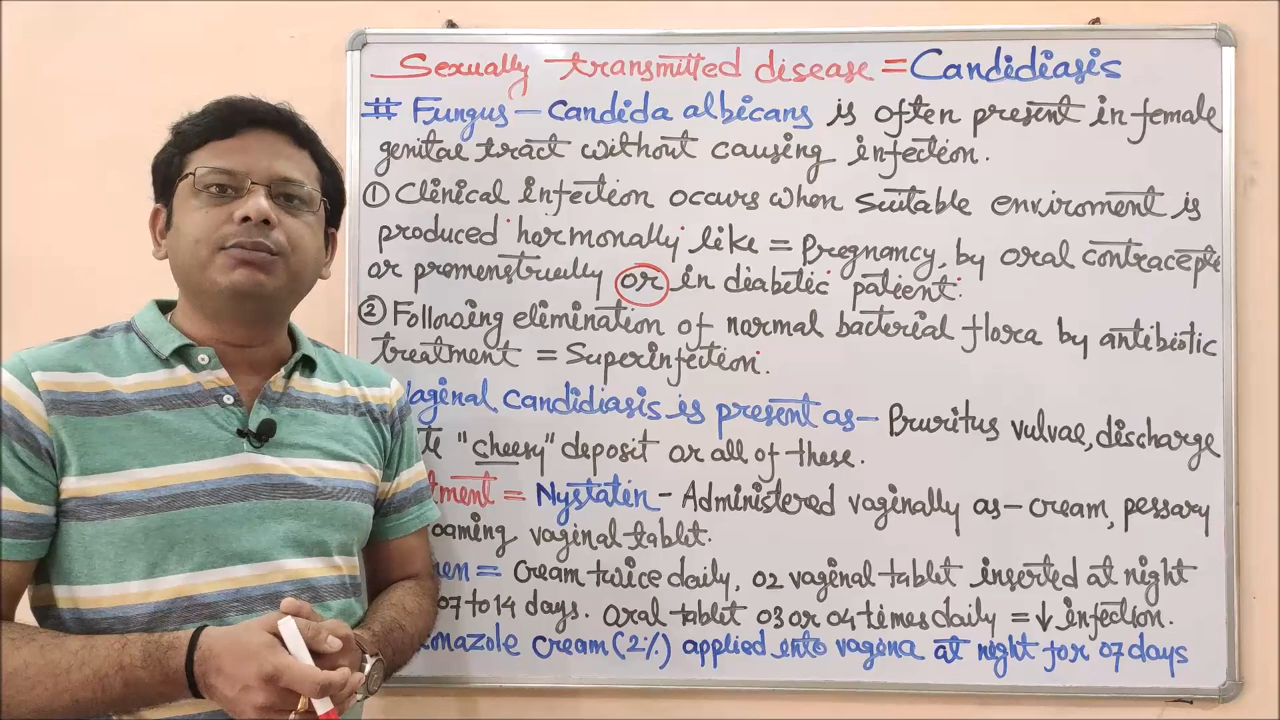 Sexually transmitted disease = Candidiasis
# Fungus - Candida albicans is often present in female
genital tract without causing infection.
① Clinical infection occurs when suitable enviroment is
produced hormonally like = Pregnancy, by oral contracepti
or premenstrually or in diabetic patient.
② Following elimination of normal bacterial flora by antibiotic
treatment = Superinfection.
Vaginal candidiasis is present as - Pruritus vulvae, discharge
"cheesy" deposit or all of these.
= Nystatin - Administered vaginally as - cream, pessary
vaginal tablet.
= Cream twice daily, 02 vaginal tablet inserted at night
07 to 14 days. Oral tablet 03 or 04 times daily = ↓ infection.
cream (2%) applied into vagina at night for 07 days